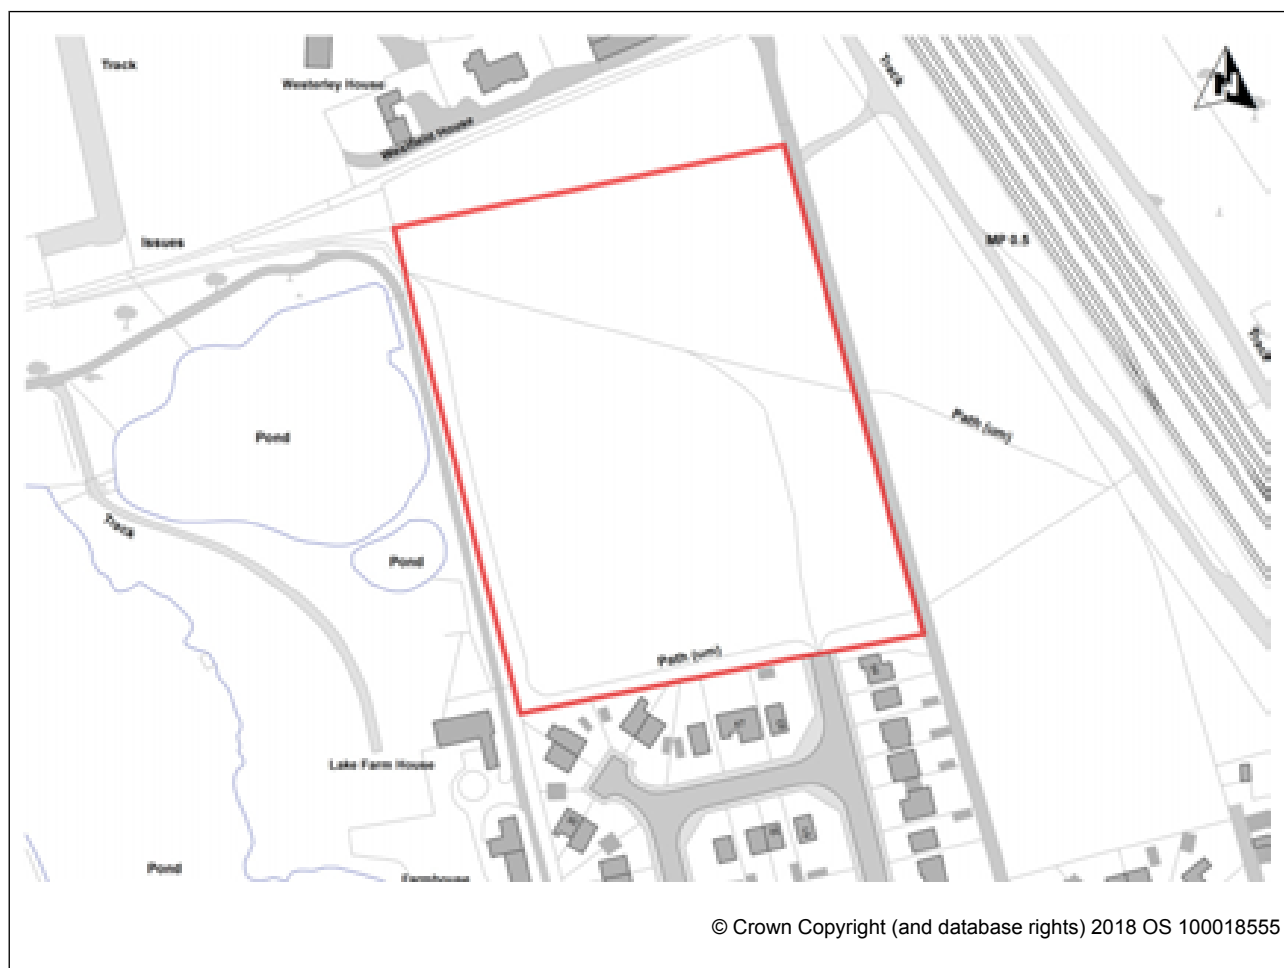 Track
Track
Westerley House
Westfield House
Issues
MP 0.5
Track
Path (um)
Pond
Track
Pond
Path (um)
Lake Farm House
Pond
Farmhouse
© Crown Copyright (and database rights) 2018 OS 100018555